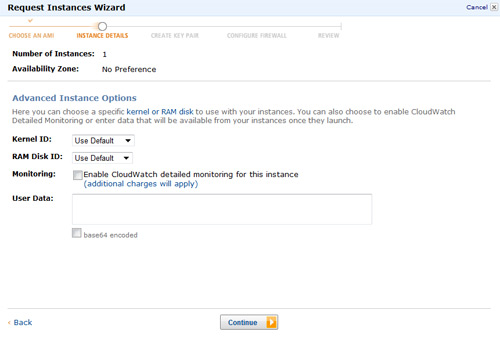 Request Instances Wizard
Cancel
CHOOSE AN AMI INSTANCE DETAILS CREATE KEY PAIR CONFIGURE FIREWALL REVIEW
Number of Instances: 1
Availability Zone: No Preference
Advanced Instance Options
Here you can choose a specific kernel or RAM disk to use with your instances. You can also choose to enable CloudWatch
Detailed Monitoring or enter data that will be available from your instances once they launch.
Kernel ID: Use Default
RAM Disk ID: Use Default
Monitoring: Enable CloudWatch detailed monitoring for this instance
(additional charges will apply)
User Data:
base64 encoded
‹ Back
Continue